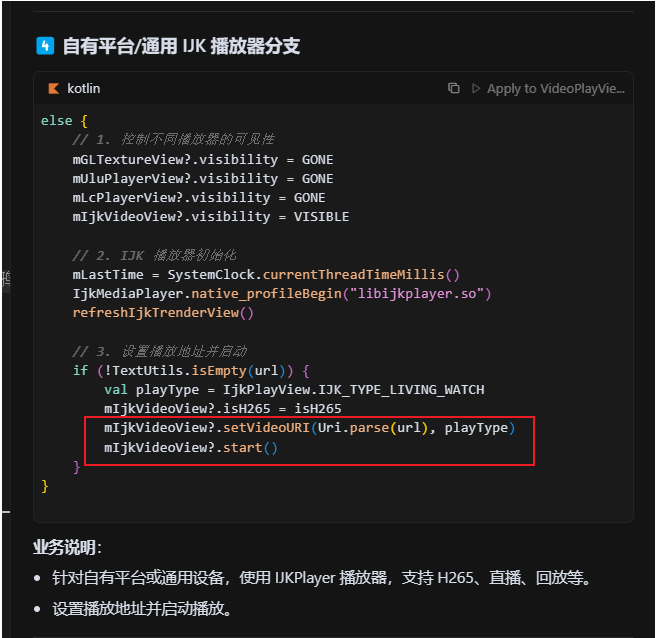 4 自有平台/通用 IJK 播放器分支
kotlin Apply to VideoPlayVie...
else {
// 1. 控制不同播放器的可见性
mGLTextureView?.visibility = GONE
mUluPlayerView?.visibility = GONE
mLcPlayerView?.visibility = GONE
mIjkVideoView?.visibility = VISIBLE
// 2. IJK 播放器初始化
mLastTime = SystemClock.currentThreadTimeMillis()
IjkMediaPlayer.native_profileBegin("libijkplayer.so")
refreshIjkTrenderView()
// 3. 设置播放地址并启动
if (!TextUtils.isEmpty(url)) {
val playType = IjkPlayView.IJK_TYPE_LIVING_WATCH
mIjkVideoView?.isH265 = isH265
mIjkVideoView?.setVideoURI(Uri.parse(url), playType)
mIjkVideoView?.start()
}
}
业务说明：
• 针对自有平台或通用设备，使用 IJKPlayer 播放器，支持 H265、直播、回放等。
• 设置播放地址并启动播放。